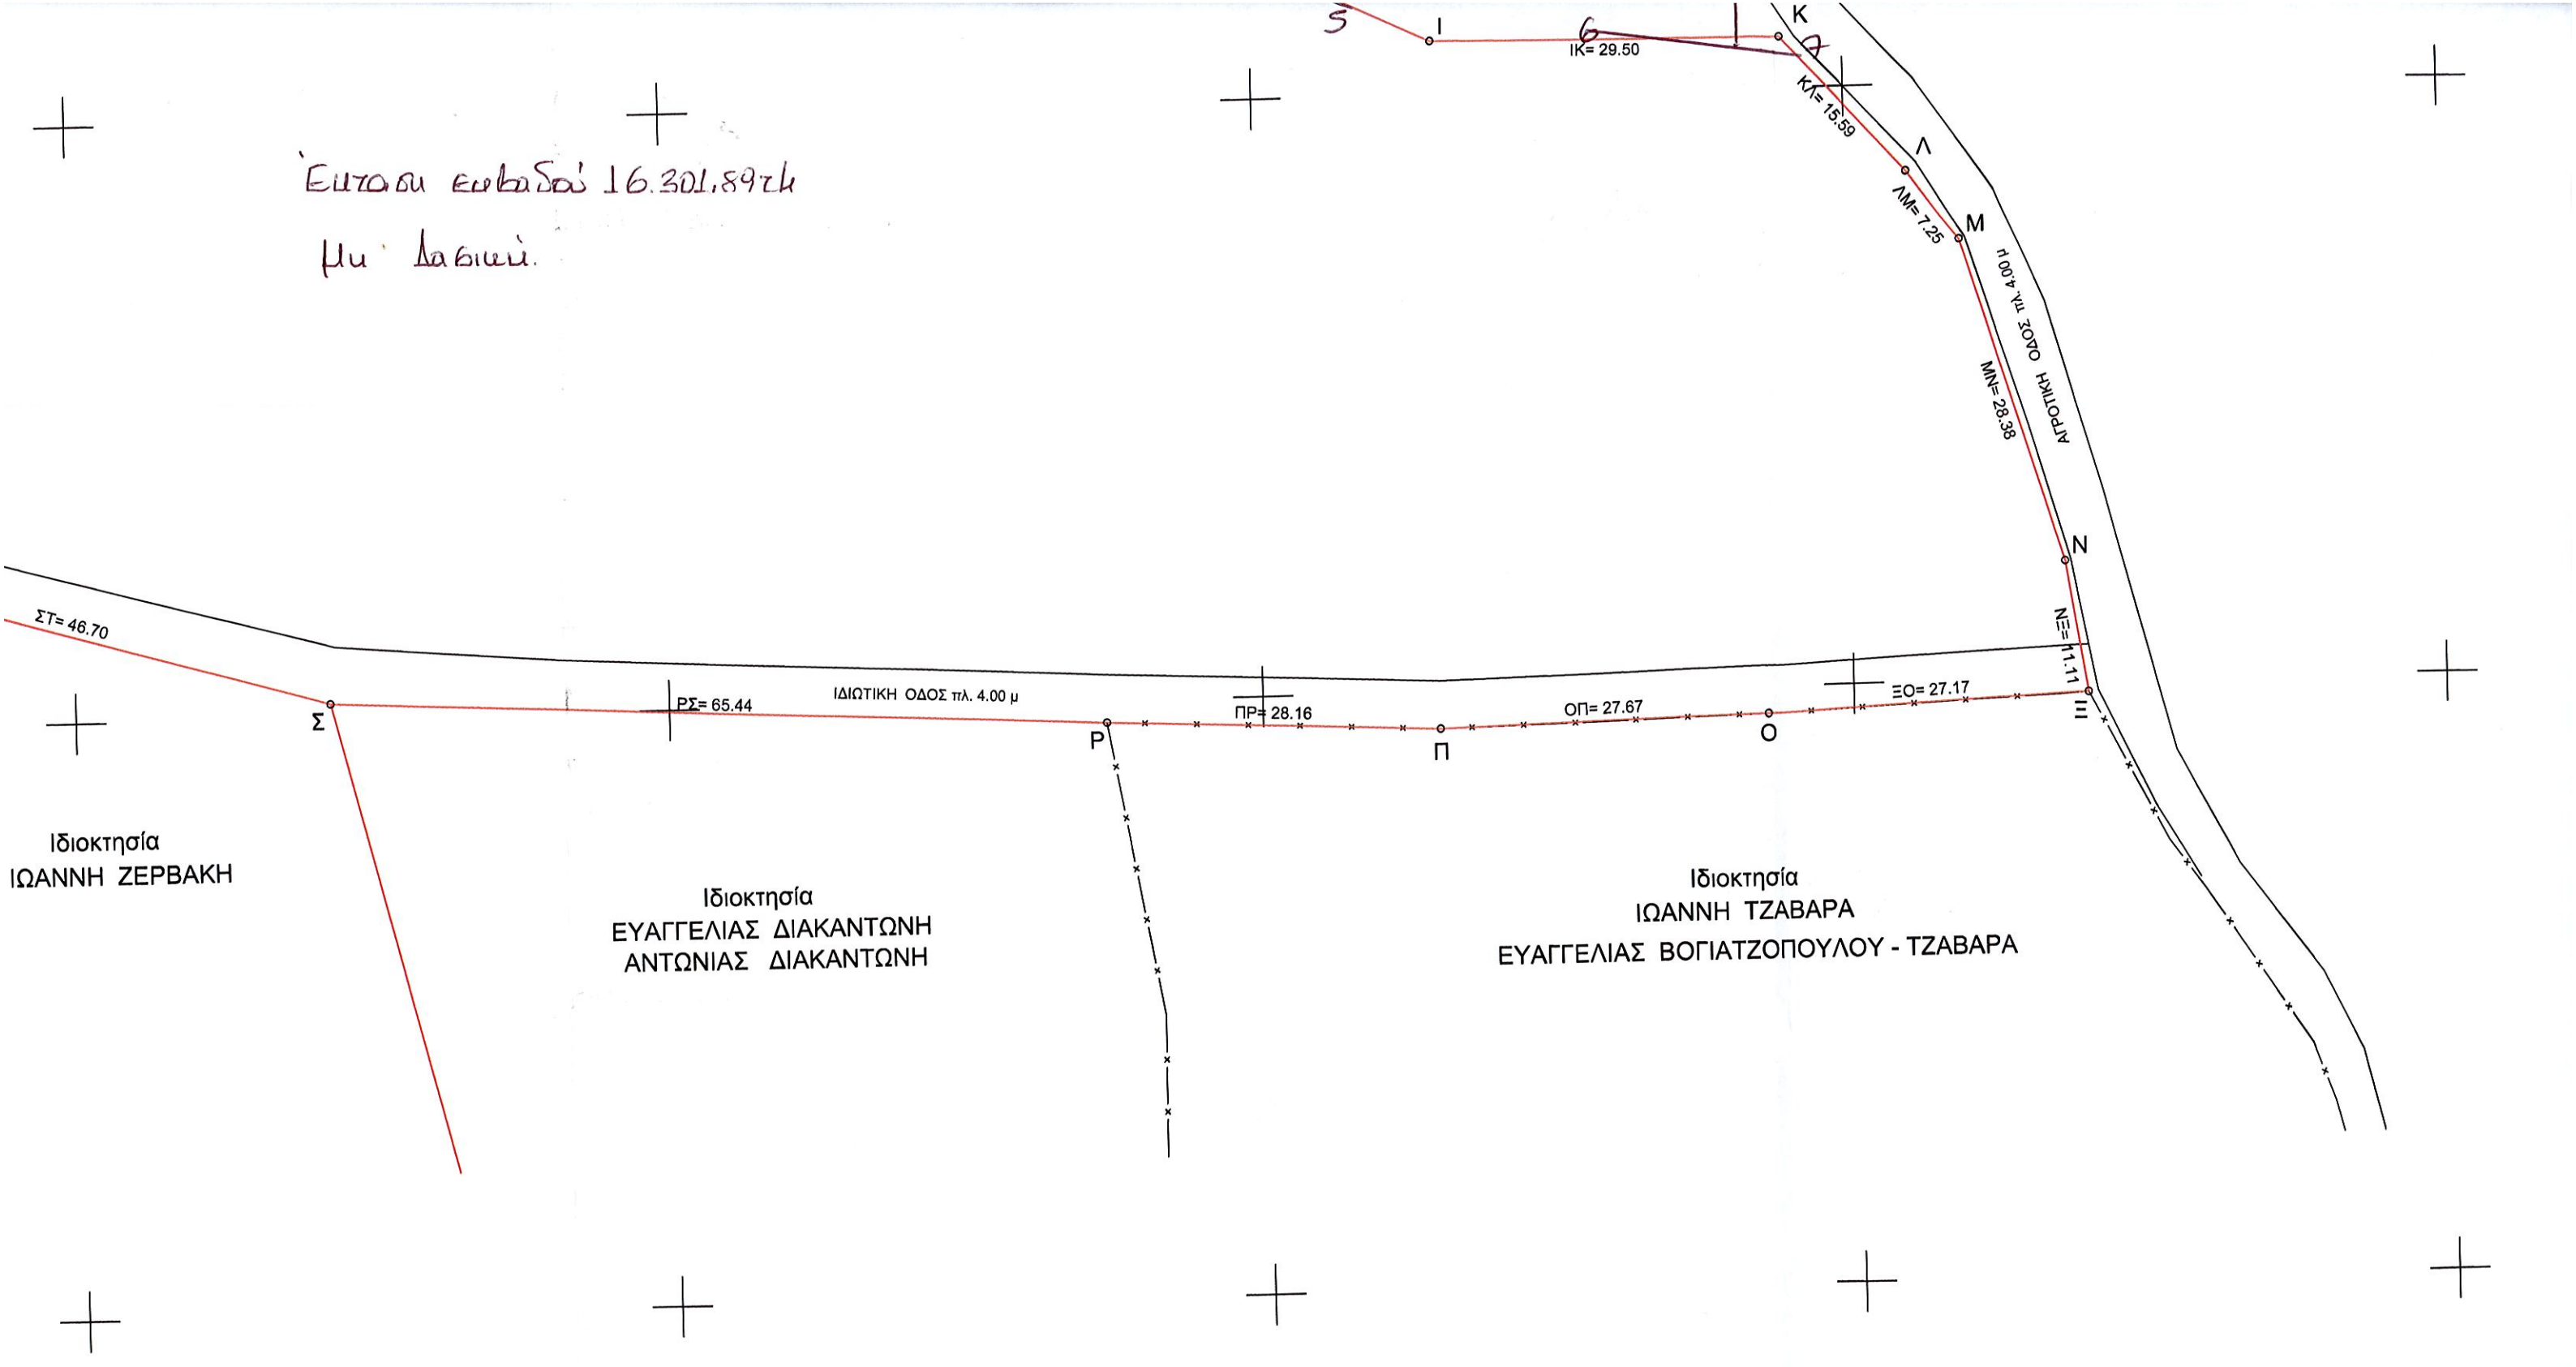 5
Ι
6
ΙΚ= 29.50
Κ
7
ΚΛ= 15.59
Λ
ΛΜ= 7.25
Μ
ΑΓΡΟΤΙΚΗ ΟΔΟΣ πλ. 4.00 μ
Έκταση εμβαδού 16.301,89τμ
Μη Δασική.
ΜΝ= 28.38
Ν
ΝΞ= 11.11
ΣΤ= 46.70
Σ
ΡΣ= 65.44
ΙΔΙΩΤΙΚΗ ΟΔΟΣ πλ. 4.00 μ
Ρ
ΠΡ= 28.16
Π
ΟΠ= 27.67
Ο
ΞΟ= 27.17
Ξ
Ιδιοκτησία
ΙΩΑΝΝΗ ΖΕΡΒΑΚΗ
Ιδιοκτησία
ΕΥΑΓΓΕΛΙΑΣ ΔΙΑΚΑΝΤΩΝΗ
ΑΝΤΩΝΙΑΣ ΔΙΑΚΑΝΤΩΝΗ
Ιδιοκτησία
ΙΩΑΝΝΗ ΤΖΑΒΑΡΑ
ΕΥΑΓΓΕΛΙΑΣ ΒΟΓΙΑΤΖΟΠΟΥΛΟΥ - ΤΖΑΒΑΡΑ